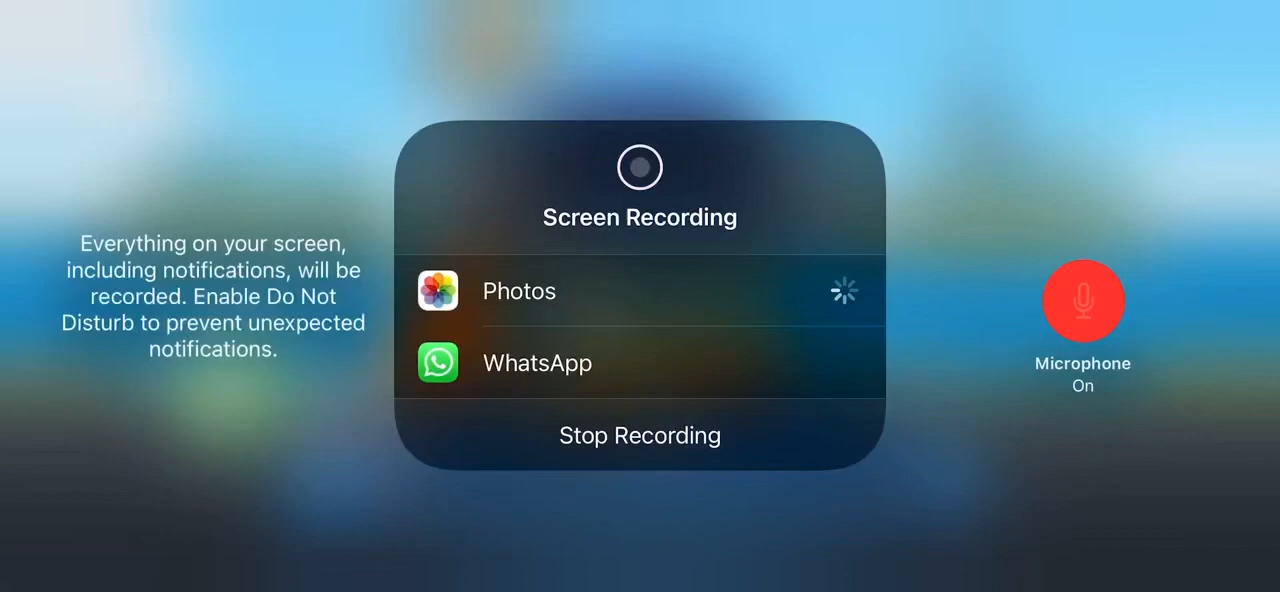 Screen Recording
Everything on your screen,
including notifications, will be
recorded. Enable Do Not
Disturb to prevent unexpected
notifications.
Photos
WhatsApp
Stop Recording
Microphone
On